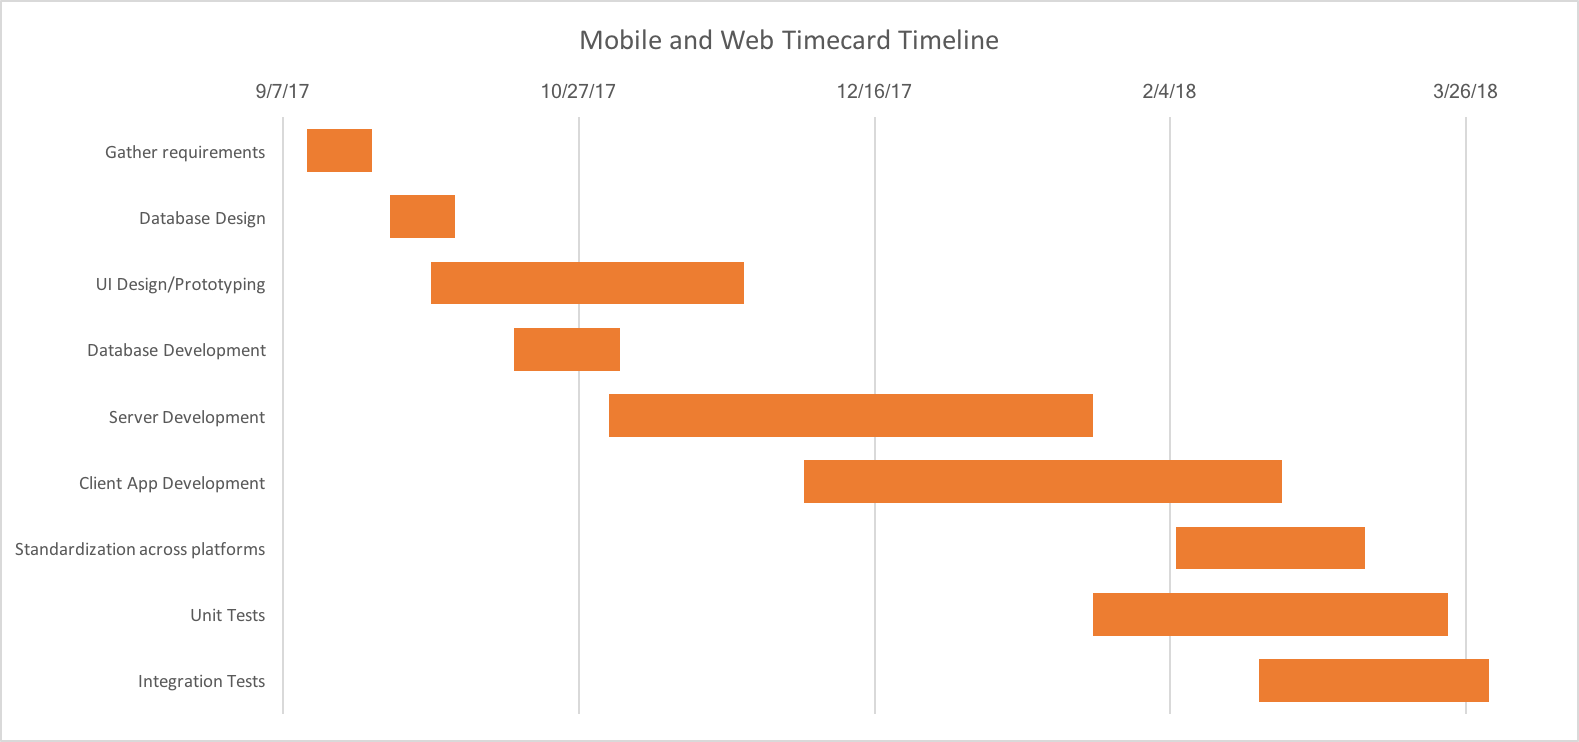 Mobile and Web Timecard Timeline
9/7/17 10/27/17 12/16/17 2/4/18 3/26/18
Gather requirements
Database Design
UI Design/Prototyping
Database Development
Server Development
Client App Development
Standardization across platforms
Unit Tests
Integration Tests